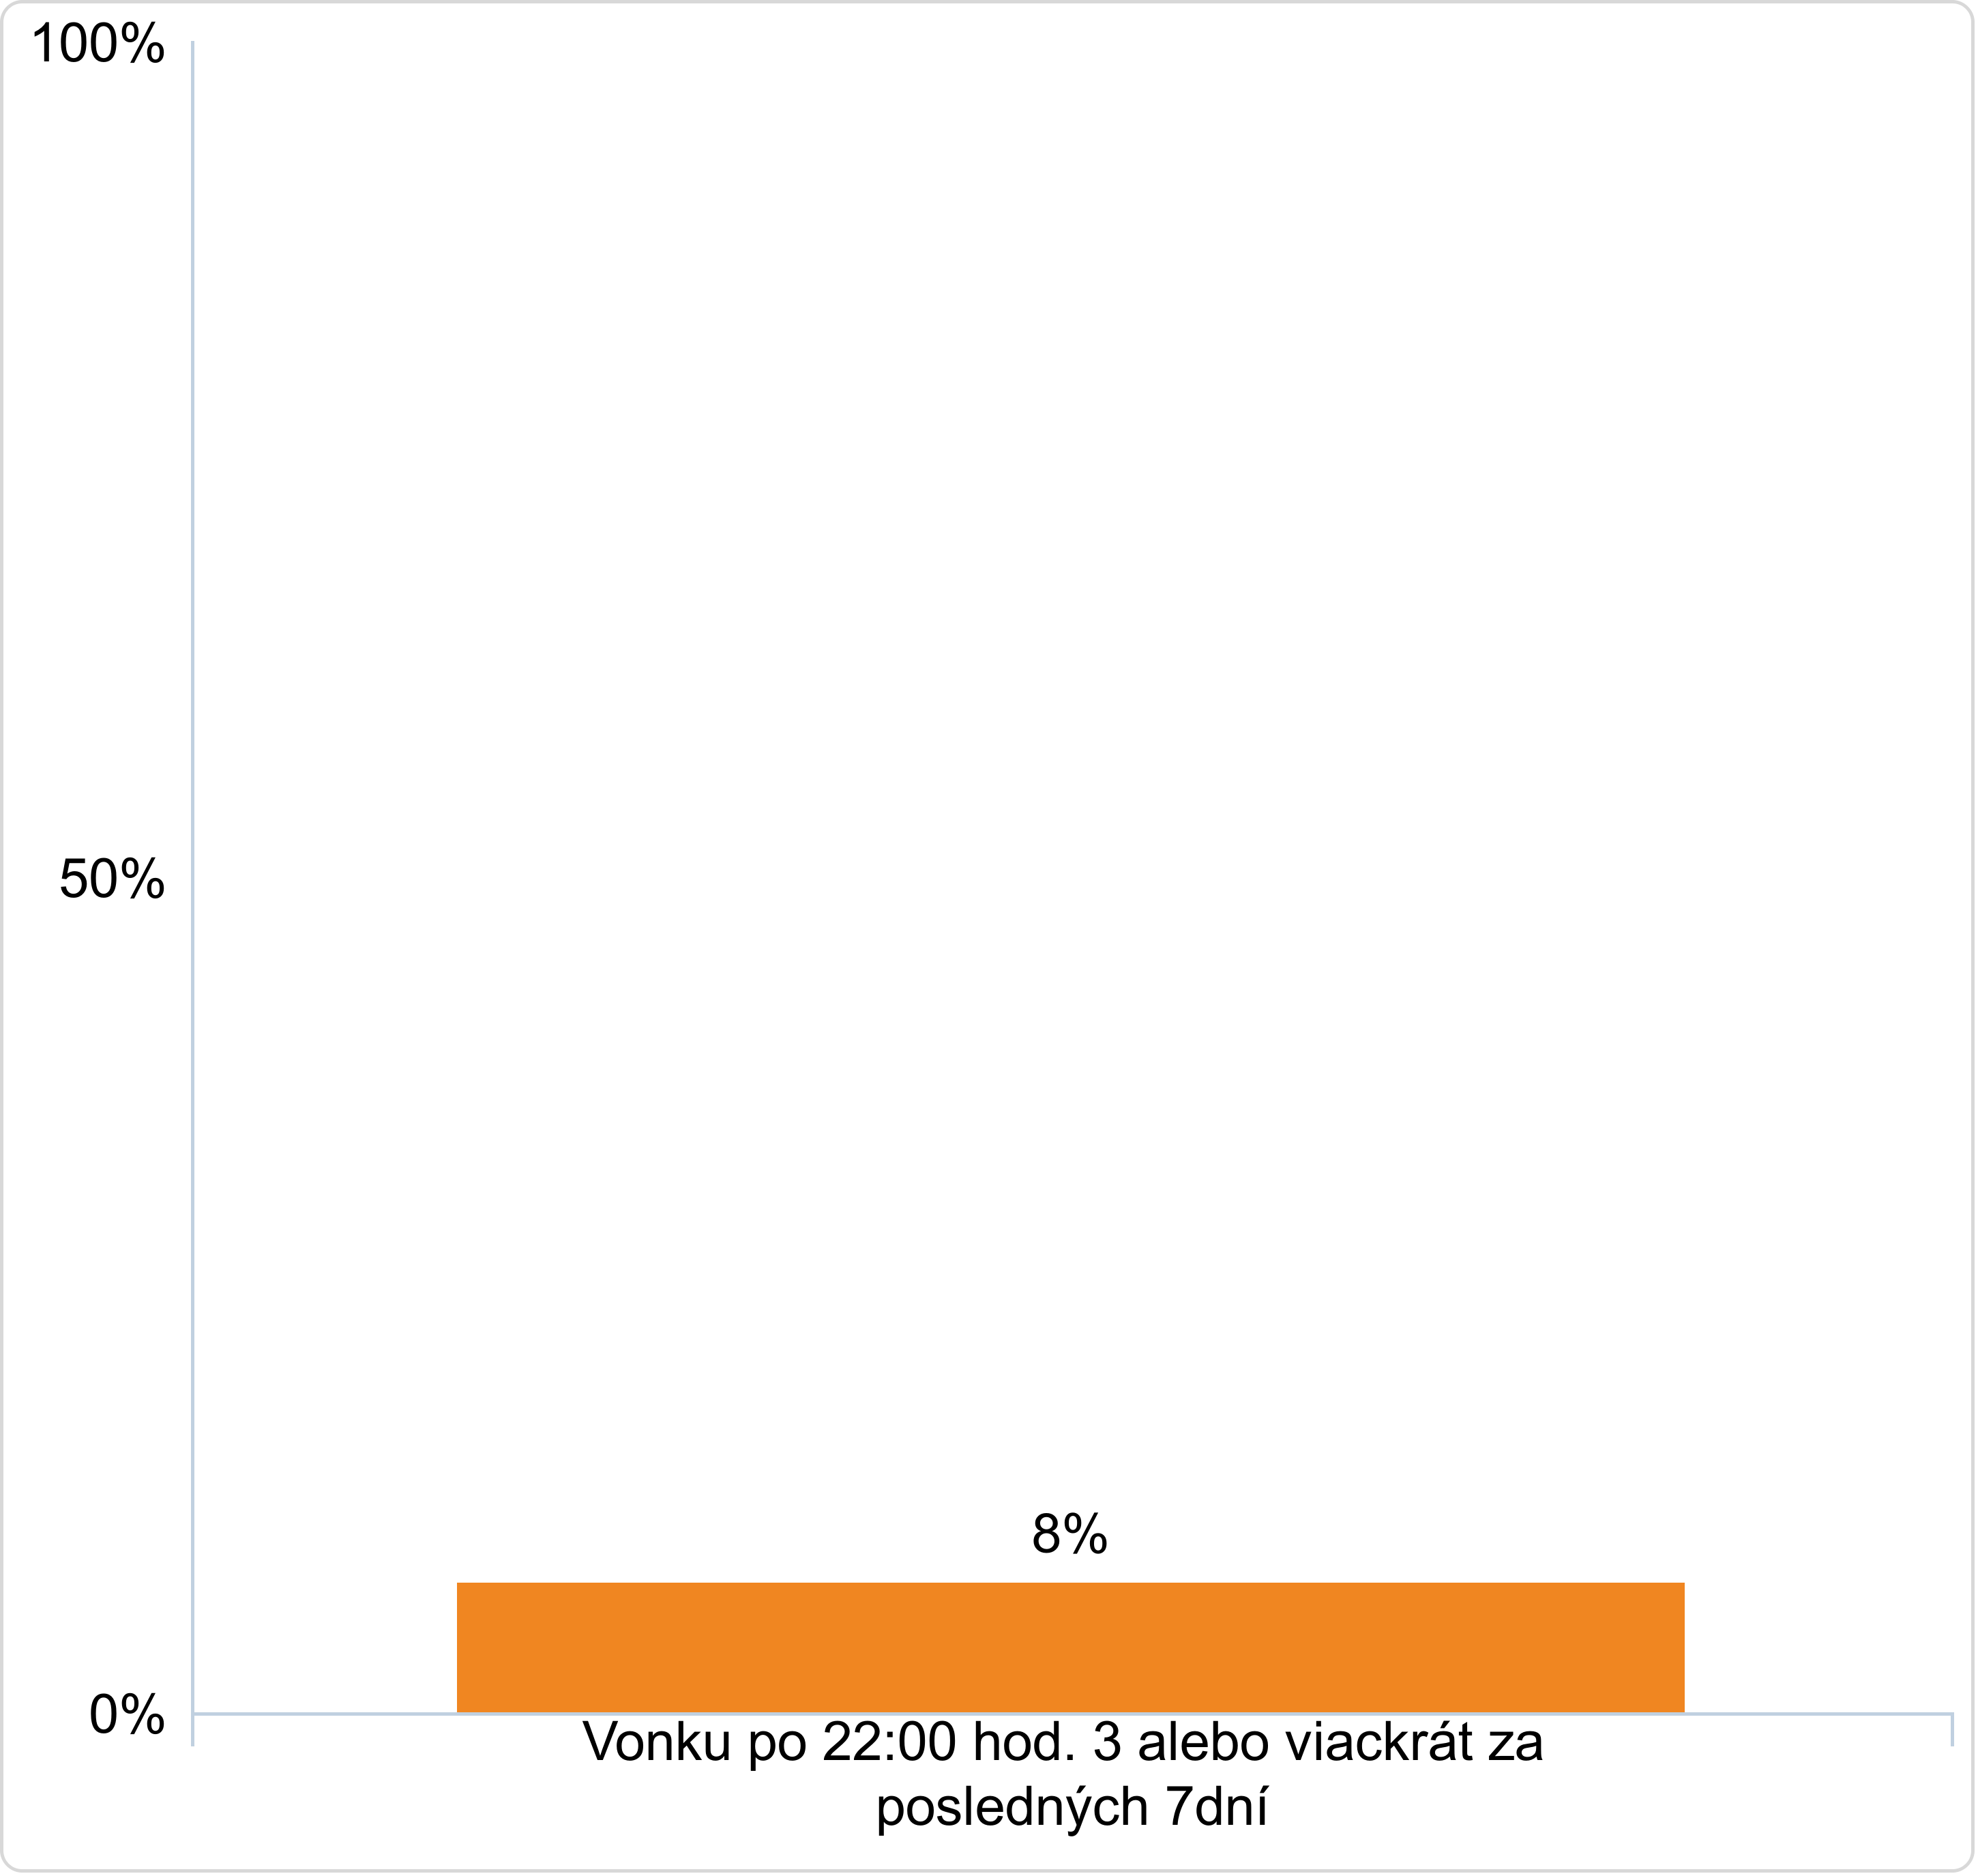 100%
50%
8%
0%
Vonku po 22:00 hod. 3 alebo viackrát za
posledných 7dní